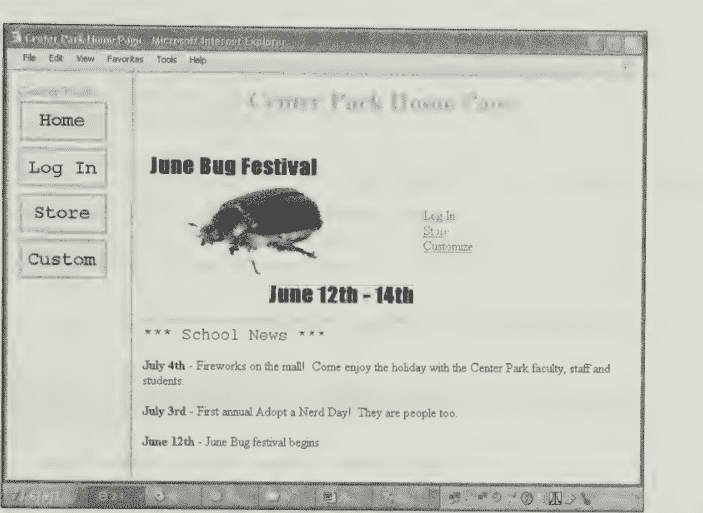 Center Park Home Page - Microsoft Internet Explorer
File Edit View Favorites Tools Help
Center Park Home Page
Home
Log In
Store
Custom
June Bug Festival
Log In
Store
Customize
June 12th - 14th
*** School News ***
July 4th - Fireworks on the mall! Come enjoy the holiday with the Center Park faculty, staff and
students.
July 3rd - First annual Adopt a Nerd Day! They are people too.
June 12th - June Bug festival begins